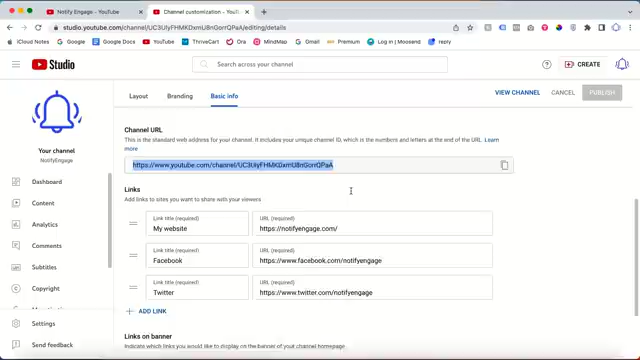 Notify Engage - YouTube
Channel customization - YouTube
studio.youtube.com/channel/UC3UiyFHMK0xmU8nGorrQPaA/editing/details
iCloud Notes
Google
Google Docs
YouTube
ThriveCart
Ora
MindMap
Gmail
Premium
Log in | Moosend
reply
Studio
Search across your channel
CREATE
Layout
Branding
Basic info
VIEW CHANNEL
CANCEL
PUBLISH
Your channel
NotifyEngage
Dashboard
Content
Analytics
Comments
Subtitles
Copyright
Settings
Send feedback
Channel URL
This is the standard web address for your channel. It includes your unique channel ID, which is the numbers and letters at the end of the URL. Learn
more
https://www.youtube.com/channel/UC3UiyFHMK0xmU8nGorrQPaA
Links
Add links to sites you want to share with your viewers
Link title (required)
My website
URL (required)
https://notifyengage.com/
Link title (required)
Facebook
URL (required)
https://www.facebook.com/notifyengage
Link title (required)
Twitter
URL (required)
https://www.twitter.com/notifyengage
ADD LINK
Links on banner
Indicate which links you would like to display on the banner of your channel homepage